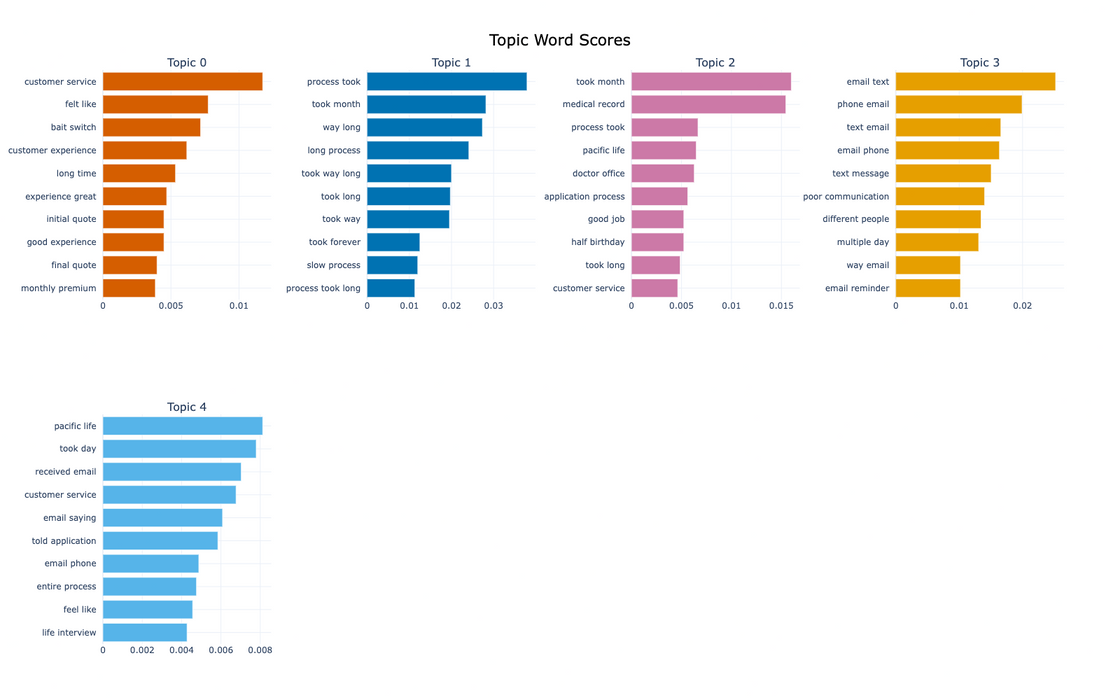 Topic Word Scores
Topic 0
customer service
felt like
bait switch
customer experience
long time
experience great
initial quote
good experience
final quote
monthly premium
0 0.005 0.01
Topic 1
process took
took month
way long
long process
took way long
took long
took way
took forever
slow process
process took long
0 0.01 0.02 0.03
Topic 2
took month
medical record
process took
pacific life
doctor office
application process
good job
half birthday
took long
customer service
0 0.005 0.01 0.015
Topic 3
email text
phone email
text email
email phone
text message
poor communication
different people
multiple day
way email
email reminder
0 0.01 0.02
Topic 4
pacific life
took day
received email
customer service
email saying
told application
email phone
entire process
feel like
life interview
0 0.002 0.004 0.006 0.008